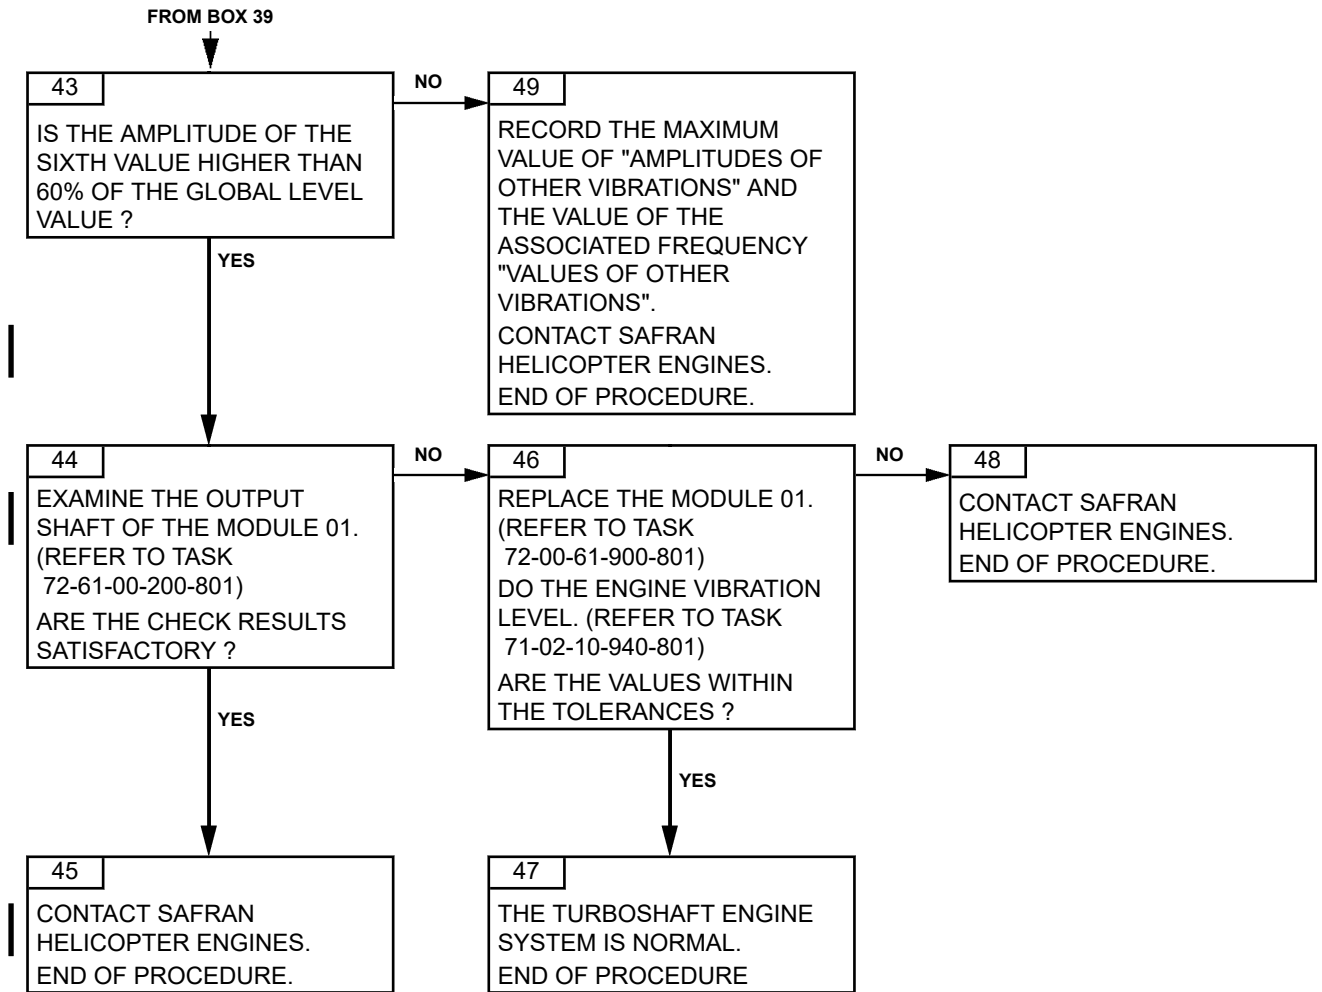 FROM BOX 39
43
IS THE AMPLITUDE OF THE
SIXTH VALUE HIGHER THAN
60% OF THE GLOBAL LEVEL
VALUE ?
NO
49
RECORD THE MAXIMUM
VALUE OF "AMPLITUDES OF
OTHER VIBRATIONS" AND
THE VALUE OF THE
ASSOCIATED FREQUENCY
"VALUES OF OTHER
VIBRATIONS".
CONTACT SAFRAN
HELICOPTER ENGINES.
END OF PROCEDURE.
YES
44
EXAMINE THE OUTPUT
SHAFT OF THE MODULE 01.
(REFER TO TASK
72-61-00-200-801)
ARE THE CHECK RESULTS
SATISFACTORY ?
NO
46
REPLACE THE MODULE 01.
(REFER TO TASK
72-00-61-900-801)
DO THE ENGINE VIBRATION
LEVEL. (REFER TO TASK
71-02-10-940-801)
ARE THE VALUES WITHIN
THE TOLERANCES ?
NO
48
CONTACT SAFRAN
HELICOPTER ENGINES.
END OF PROCEDURE.
YES
YES
45
CONTACT SAFRAN
HELICOPTER ENGINES.
END OF PROCEDURE.
47
THE TURBOSHAFT ENGINE
SYSTEM IS NORMAL.
END OF PROCEDURE